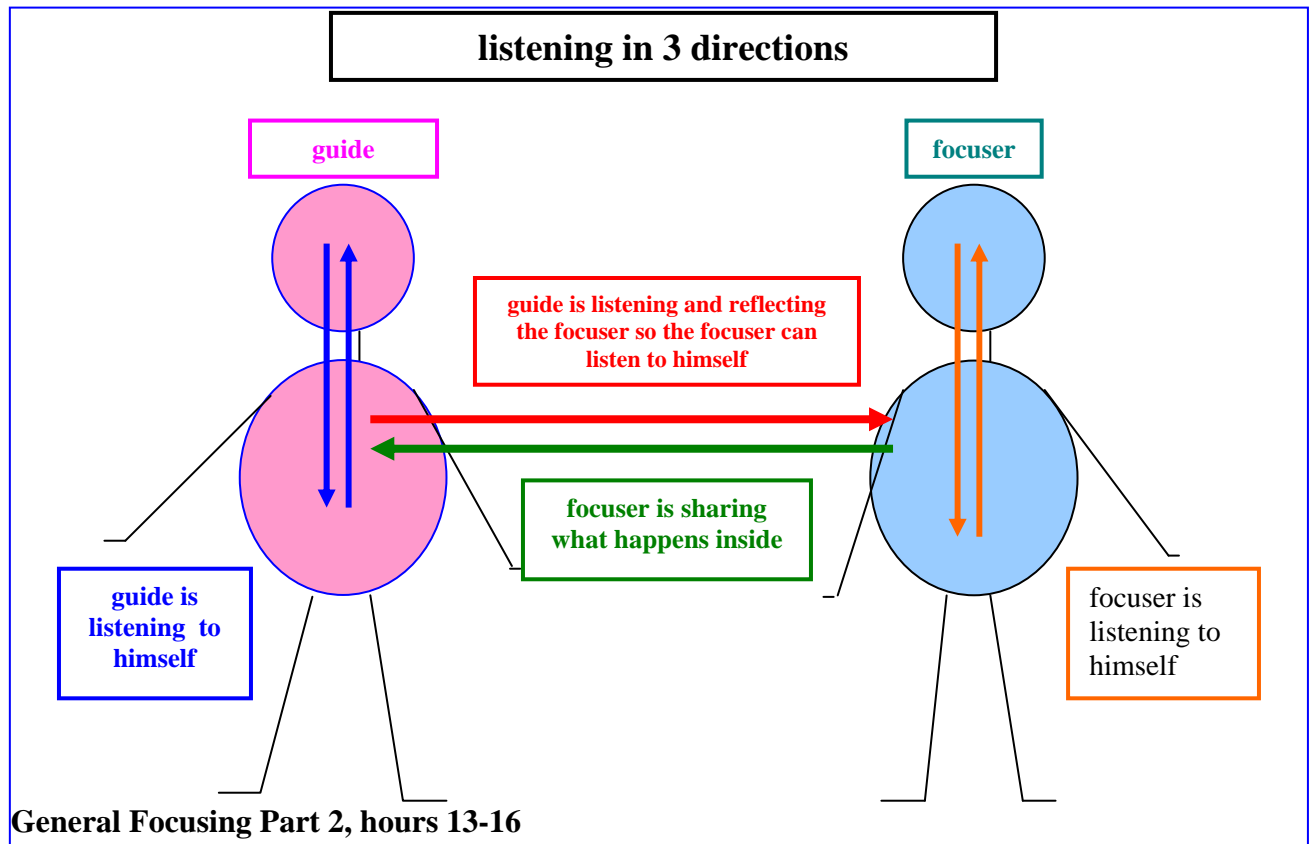 listening in 3 directions
guide
focuser
guide is listening and reflecting
the focuser so the focuser can
listen to himself
focuser is sharing
what happens inside
guide is
listening to
himself
focuser is
listening to
himself
General Focusing Part 2, hours 13-16